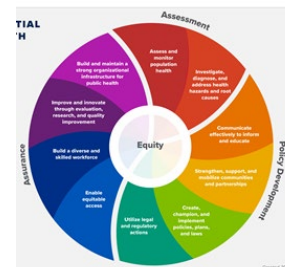 TIAL
TH
Assessment
Assess and
monitor
population
health
Investigate,
diagnose, and
address health
hazards and root
causes
Communicate
effectively to inform
and educate
Strengthen, support, and
mobilize communities and
partnerships
Policy Development
Create,
champion, and
implement
policies, plans,
and laws
Utilize legal
and regulatory
actions
Enable
equitable
access
Build a diverse and
skilled workforce
Assurance
Improve and innovate
through evaluation,
research, and quality
improvement
Build and maintain a
strong organizational
infrastructure for
public health
Equity